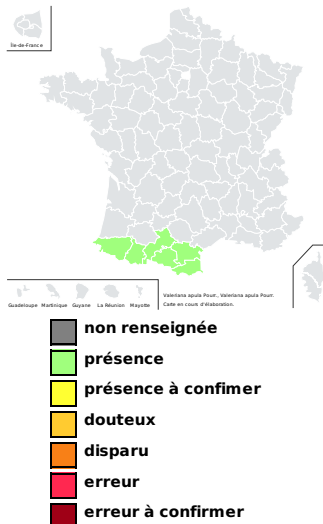 Île-de-France
Guadeloupe Martinique Guyane La Réunion Mayotte
Valeriana apula Pourr., Valeriana apula Pourr.
Carte en cours d'élaboration.
non renseignée
présence
présence à confimer
douteux
disparu
erreur
erreur à confirmer